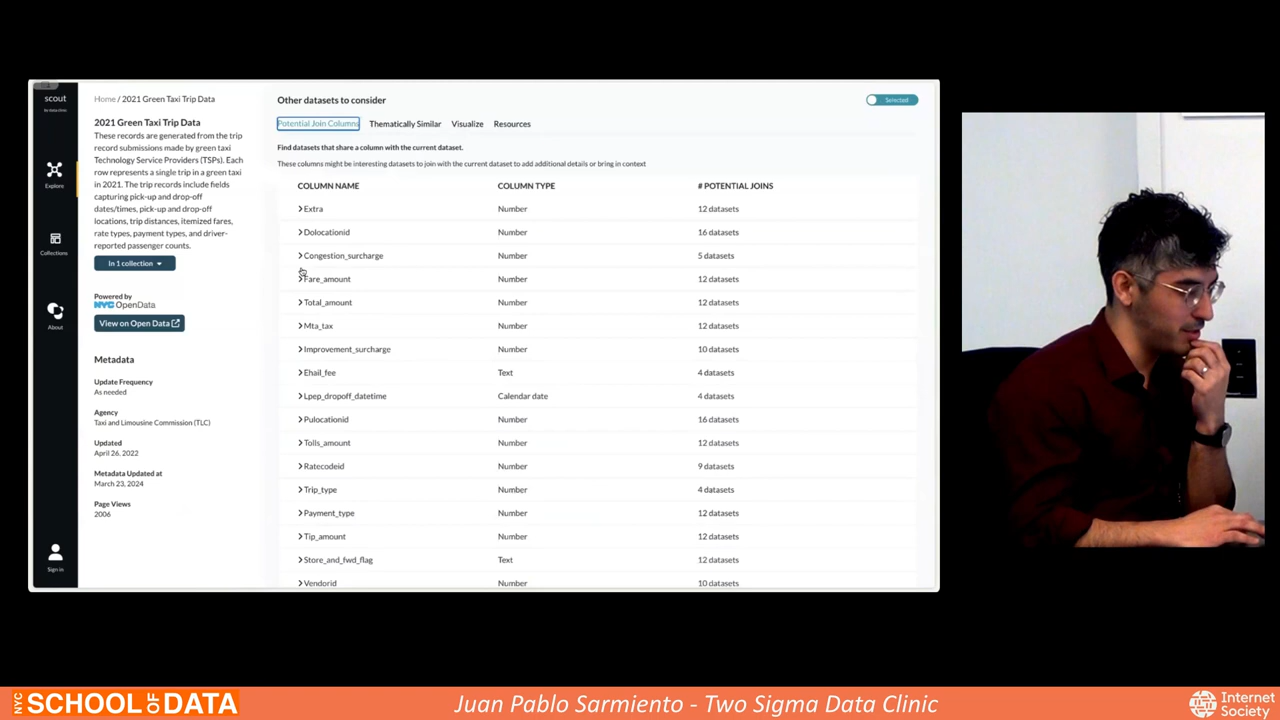 scout
by data clinic
Explore
Collections
About
Sign in
Home / 2021 Green Taxi Trip Data
2021 Green Taxi Trip Data
These records are generated from the trip
record submissions made by green taxi
Technology Service Providers (TSPs). Each
row represents a single trip in a green taxi
in 2021. The trip records include fields
capturing pick-up and drop-off
dates/times, pick-up and drop-off
locations, trip distances, itemized fares,
rate types, payment types, and driver-
reported passenger counts.
In 1 collection
Powered by
NYC OpenData
View on Open Data
Metadata
Update Frequency
As needed
Agency
Taxi and Limousine Commission (TLC)
Updated
April 26, 2022
Metadata Updated at
March 23, 2024
Page Views
2006
Other datasets to consider
Selected
Potential Join Columns Thematically Similar Visualize Resources
Find datasets that share a column with the current dataset.
These columns might be interesting datasets to join with the current dataset to add additional details or bring in context
COLUMN NAME COLUMN TYPE # POTENTIAL JOINS
Extra Number 12 datasets
Dolocationid Number 16 datasets
Congestion_surcharge Number 5 datasets
Fare_amount Number 12 datasets
Total_amount Number 12 datasets
Mta_tax Number 12 datasets
Improvement_surcharge Number 10 datasets
Ehail_fee Text 4 datasets
Lpep_dropoff_datetime Calendar date 4 datasets
Pulocationid Number 16 datasets
Tolls_amount Number 12 datasets
Ratecodeid Number 9 datasets
Trip_type Number 4 datasets
Payment_type Number 12 datasets
Tip_amount Number 12 datasets
Store_and_fwd_flag Text 12 datasets
Vendorid Number 10 datasets
NYC SCHOOL OF DATA
Juan Pablo Sarmiento - Two Sigma Data Clinic
Internet
Society